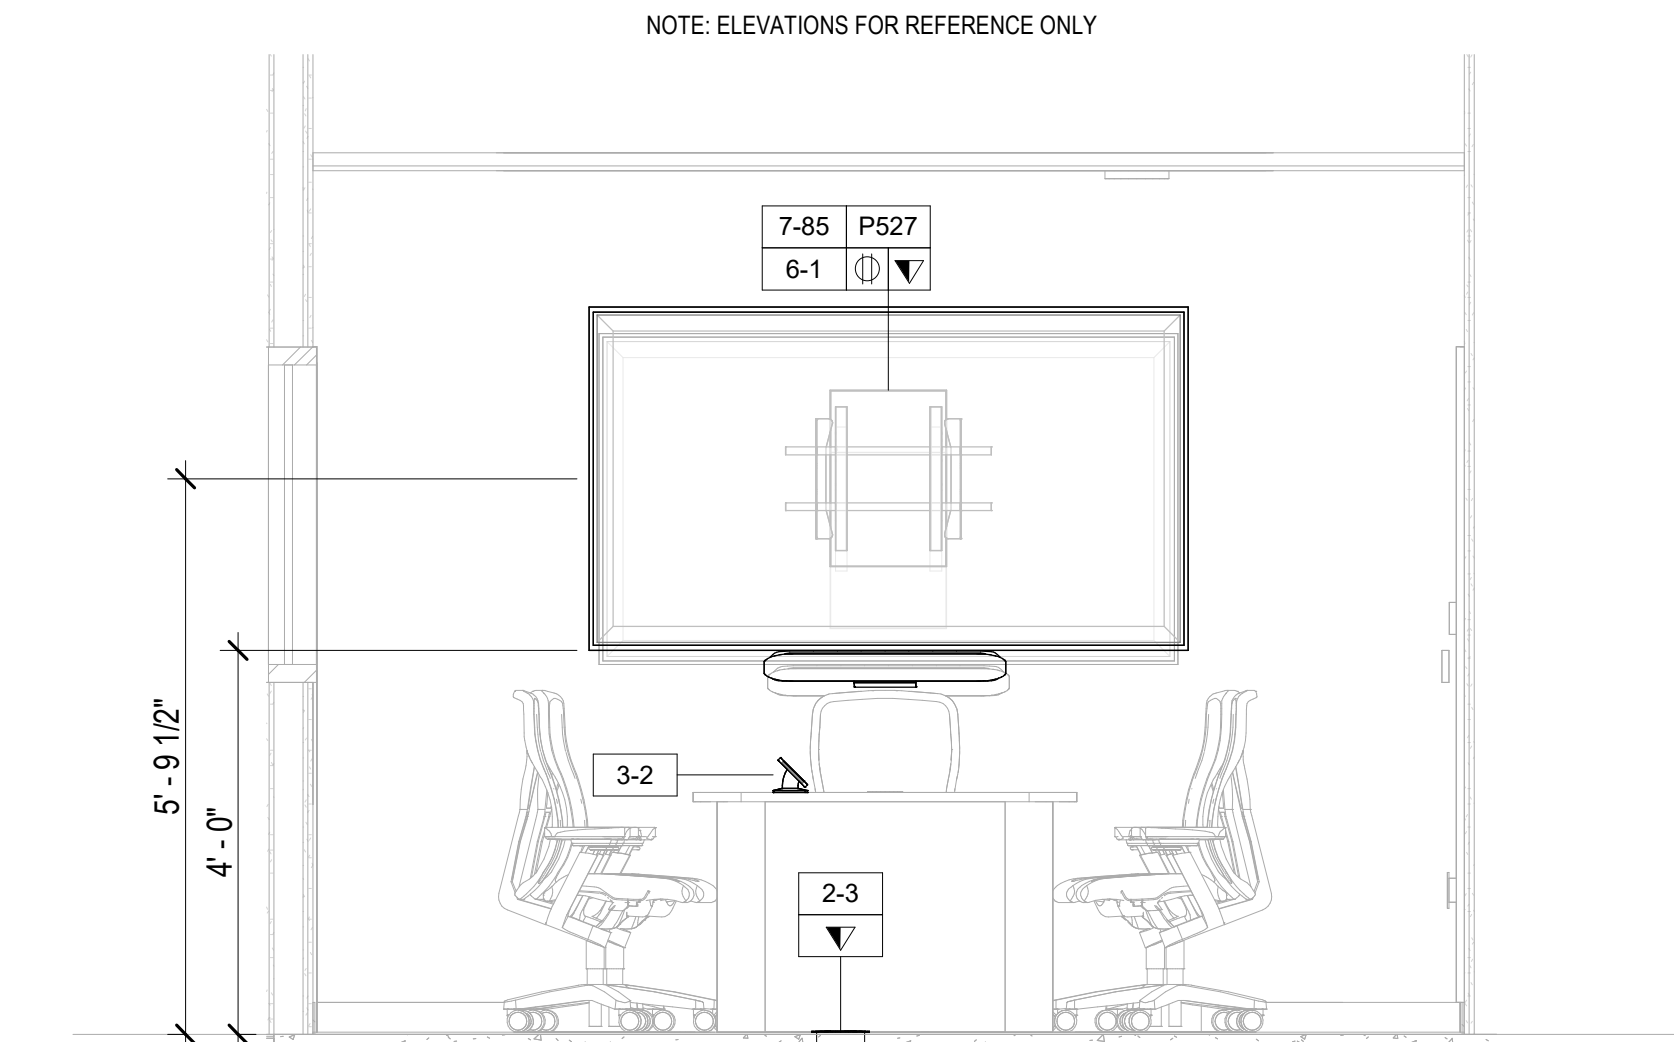 NOTE: ELEVATIONS FOR REFERENCE ONLY
7-85 P527
6-1
5' - 9 1/2"
4' - 0"
3-2
2-3